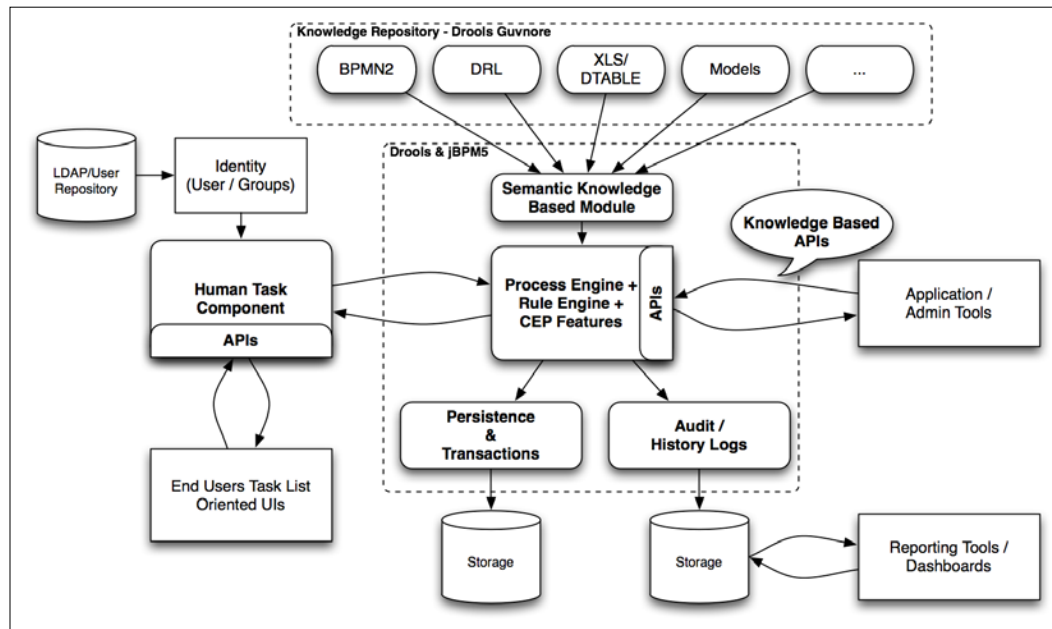 Knowledge Repository - Drools Guvnore
BPMN2
DRL
XLS/
DTABLE
Models
...
LDAP/User
Repository
Identity
(User / Groups)
Drools & jBPM5
Semantic Knowledge
Based Module
Knowledge Based
APIs
Human Task
Component
APIs
Process Engine +
Rule Engine +
CEP Features
APIs
Application /
Admin Tools
Persistence
&
Transactions
Audit /
History Logs
End Users Task List
Oriented UIs
Storage
Storage
Reporting Tools /
Dashboards